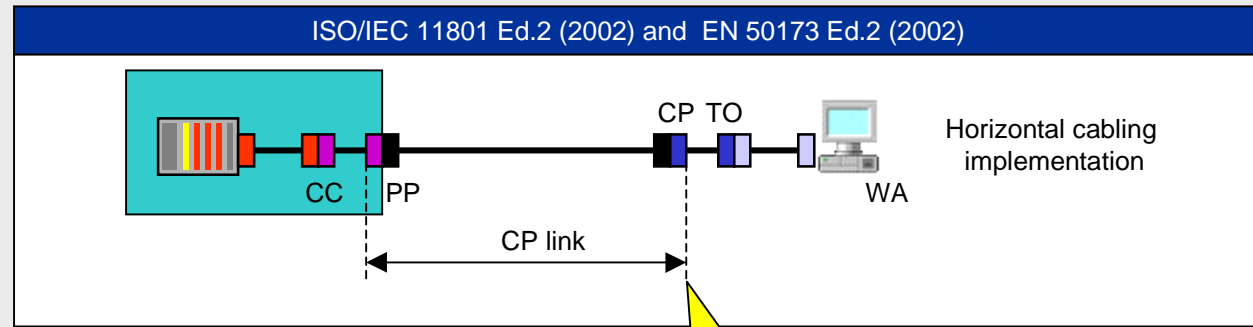 ISO/IEC 11801 Ed.2 (2002) and EN 50173 Ed.2 (2002)
CP TO
Horizontal cabling
implementation
CC PP WA
CP link